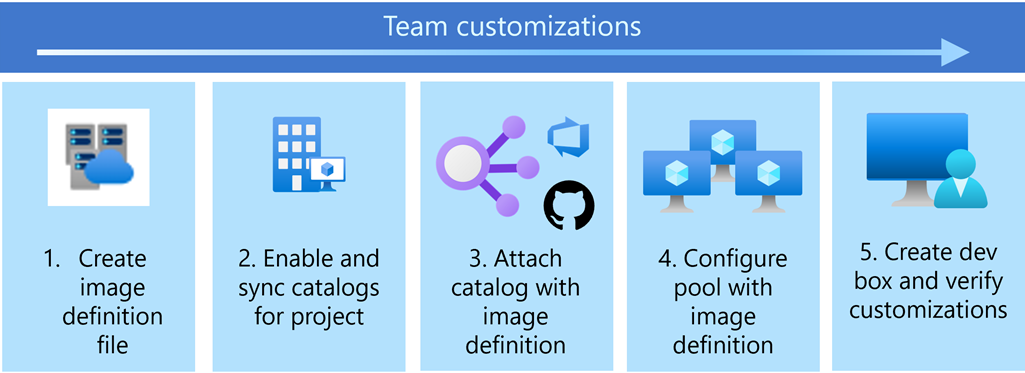 Team customizations
1. Create
image
definition
file
2. Enable and
sync catalogs
for project
3. Attach
catalog with
image
definition
4. Configure
pool with
image
definition
5. Create dev
box and verify
customizations